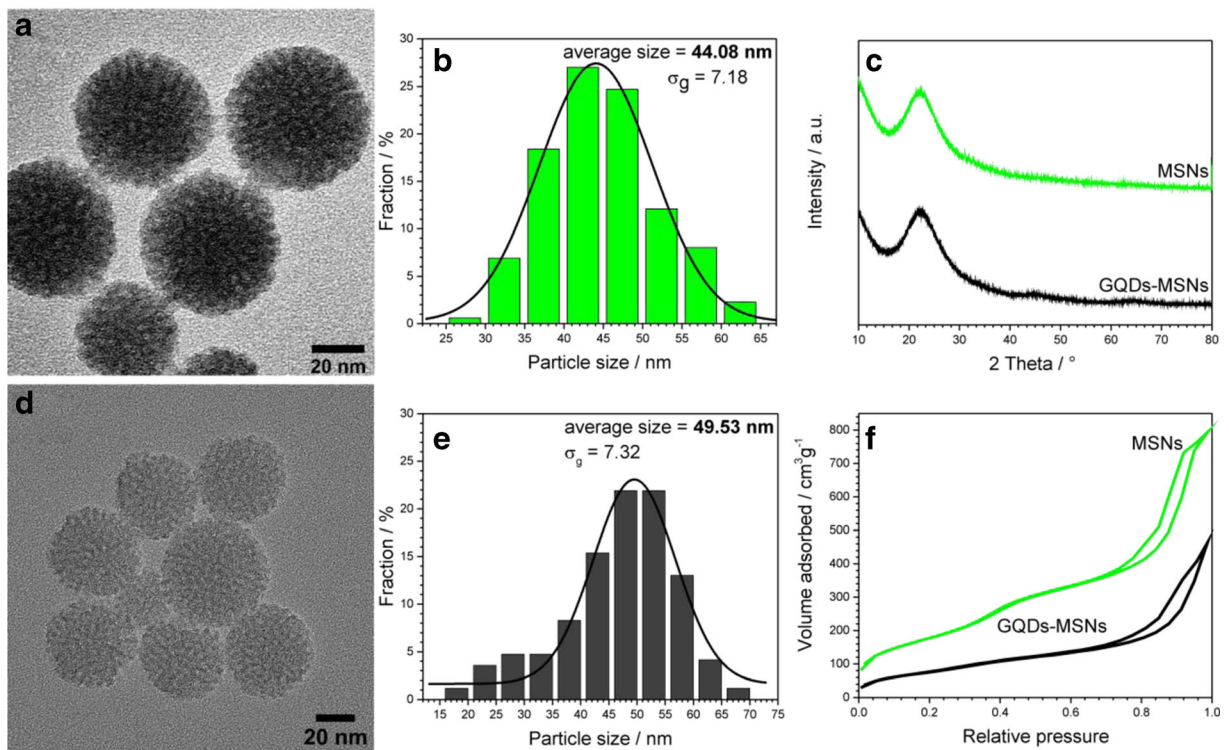 a
20 nm
b
average size = 44.08 nm
σg = 7.18
30
25
20
15
10
5
0
Fraction / %
25 30 35 40 45 50 55 60 65
Particle size / nm
c
MSNs
GQDs-MSNs
Intensity / a.u.
10 20 30 40 50 60 70 80
2 Theta / °
d
20 nm
e
average size = 49.53 nm
σg = 7.32
30
25
20
15
10
5
0
Fraction / %
15 20 25 30 35 40 45 50 55 60 65 70 75
Particle size / nm
f
MSNs
GQDs-MSNs
800
700
600
500
400
300
200
100
0
Volume adsorbed / cm³g⁻¹
0.0 0.2 0.4 0.6 0.8 1.0
Relative pressure